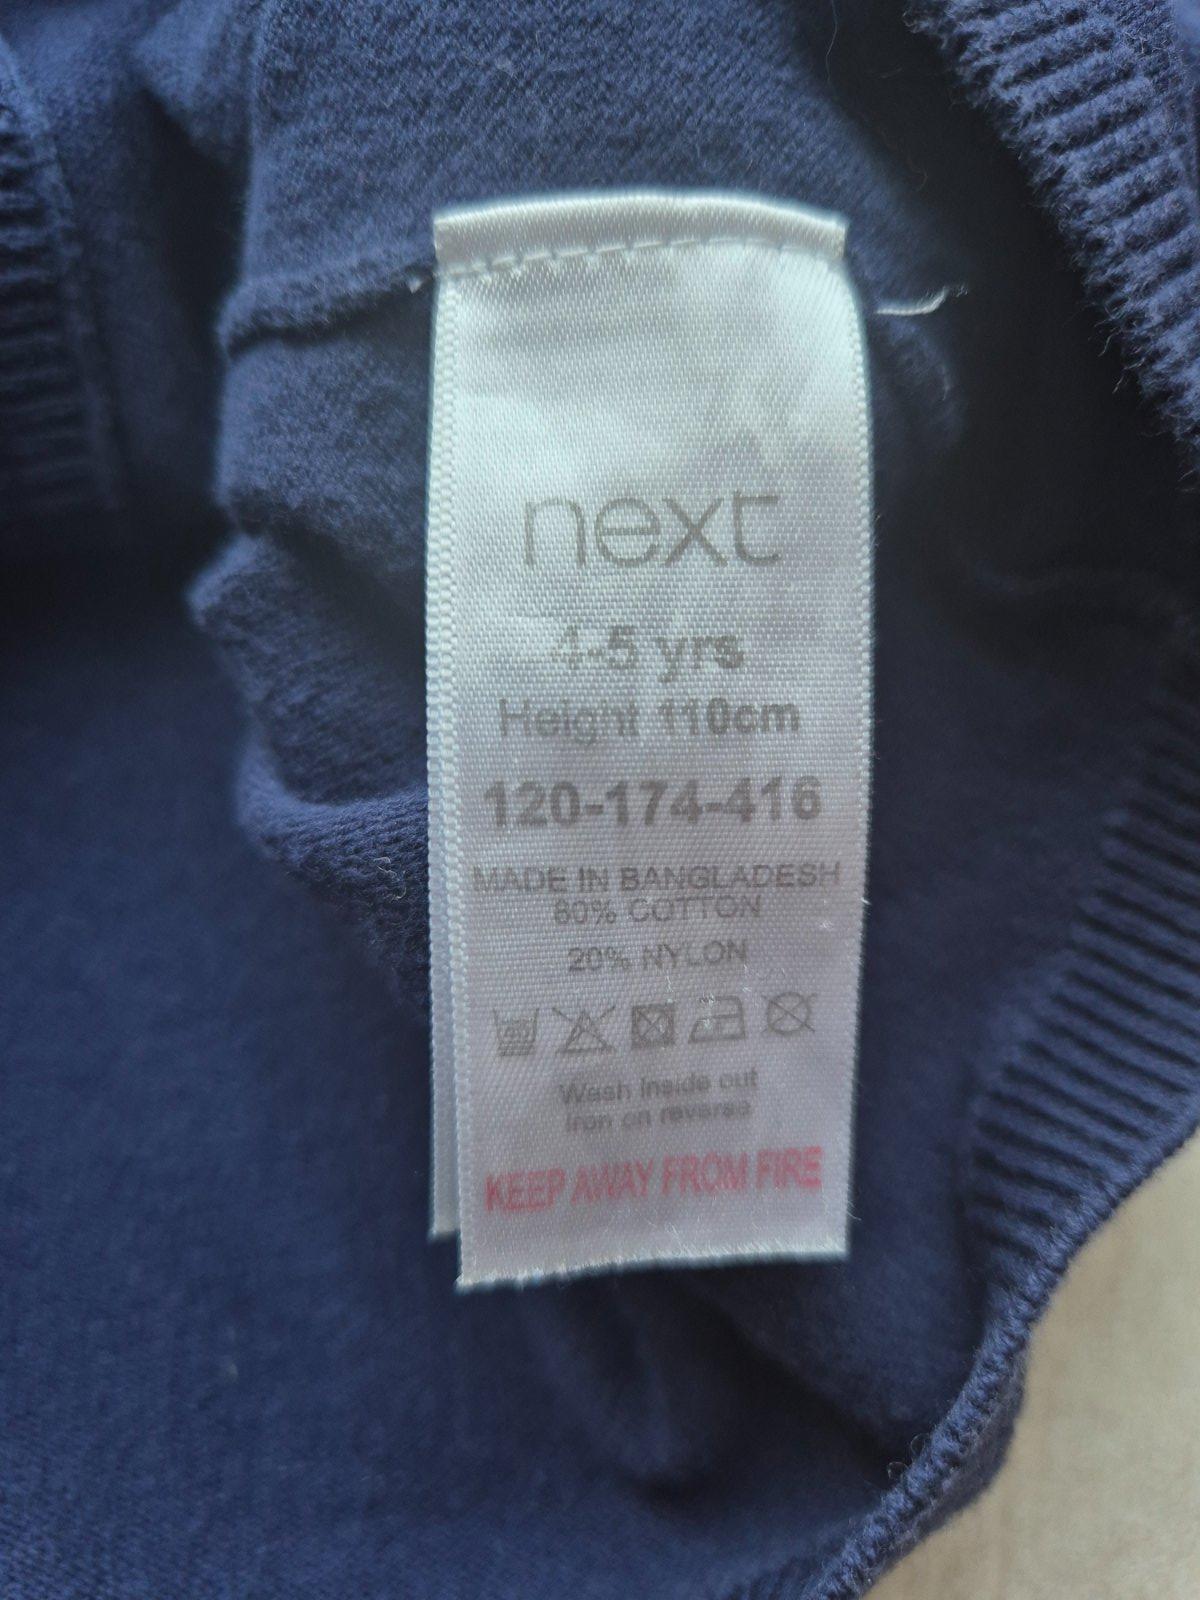 next
4-5 yrs
Height 110cm
120-174-416
MADE IN BANGLADESH
80% COTTON
20% NYLON
40
Wash inside out
Iron on reverse
KEEP AWAY FROM FIRE